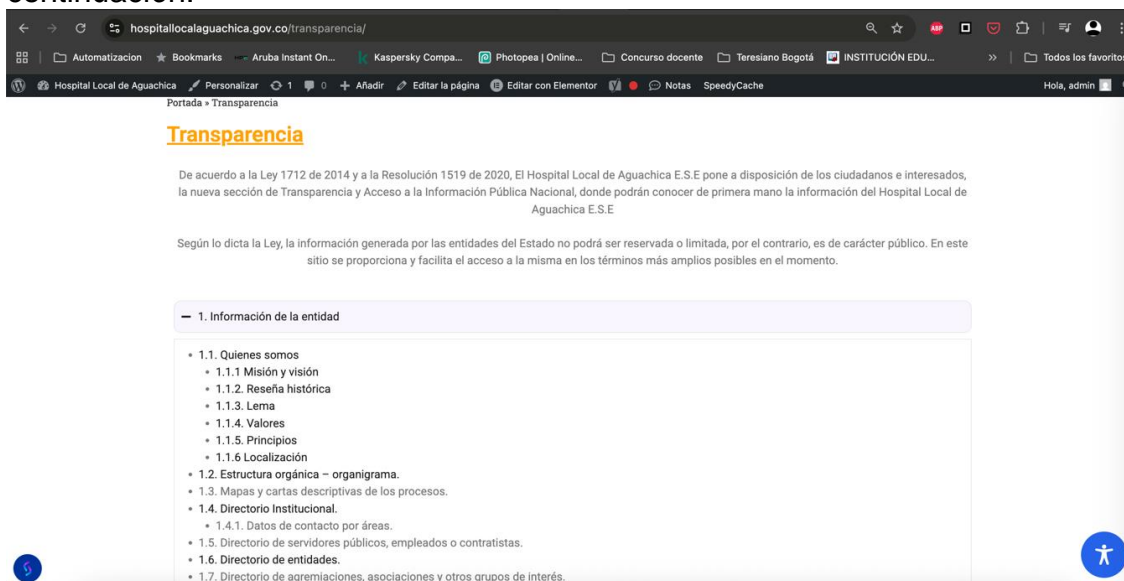 continuación.
hospitallocalaguachica.gov.co/transparencia/
ABP
Automatizacion Bookmarks Aruba Instant On... Kaspersky Compa... Photopea | Online... Concurso docente Teresiano Bogotá INSTITUCIÓN EDU... » Todos los favoritos
Hospital Local de Aguachica Personalizar 1 0 + Añadir Editar la página Editar con Elementor Notas SpeedyCache Hola, admin
Portada » Transparencia
Transparencia
De acuerdo a la Ley 1712 de 2014 y a la Resolución 1519 de 2020, El Hospital Local de Aguachica E.S.E pone a disposición de los ciudadanos e interesados,
la nueva sección de Transparencia y Acceso a la Información Pública Nacional, donde podrán conocer de primera mano la información del Hospital Local de
Aguachica E.S.E
Según lo dicta la Ley, la información generada por las entidades del Estado no podrá ser reservada o limitada, por el contrario, es de carácter público. En este
sitio se proporciona y facilita el acceso a la misma en los términos más amplios posibles en el momento.
1. Información de la entidad
1.1. Quienes somos
1.1.1 Misión y visión
1.1.2. Reseña histórica
1.1.3. Lema
1.1.4. Valores
1.1.5. Principios
1.1.6 Localización
1.2. Estructura orgánica – organigrama.
1.3. Mapas y cartas descriptivas de los procesos.
1.4. Directorio Institucional.
1.4.1. Datos de contacto por áreas.
1.5. Directorio de servidores públicos, empleados o contratistas.
1.6. Directorio de entidades.
1.7. Directorio de agremiaciones, asociaciones y otros grupos de interés.